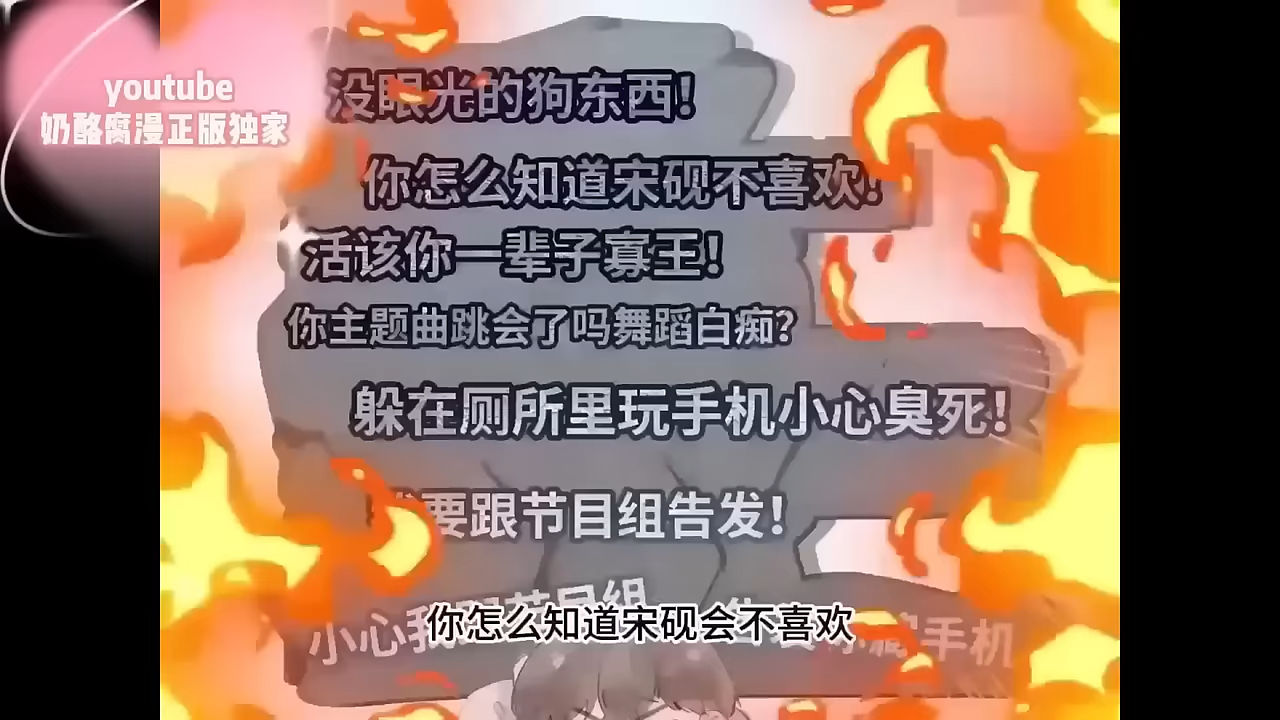 youtube
奶酪腐漫正版独家
没眼光的狗东西！
你怎么知道宋砚不喜欢！
活该你一辈子寡王！
你主题曲跳会了吗舞蹈白痴？
躲在厕所里玩手机小心臭死！
要跟节目组告发！
小心我跟节目组
手机
你怎么知道宋砚会不喜欢